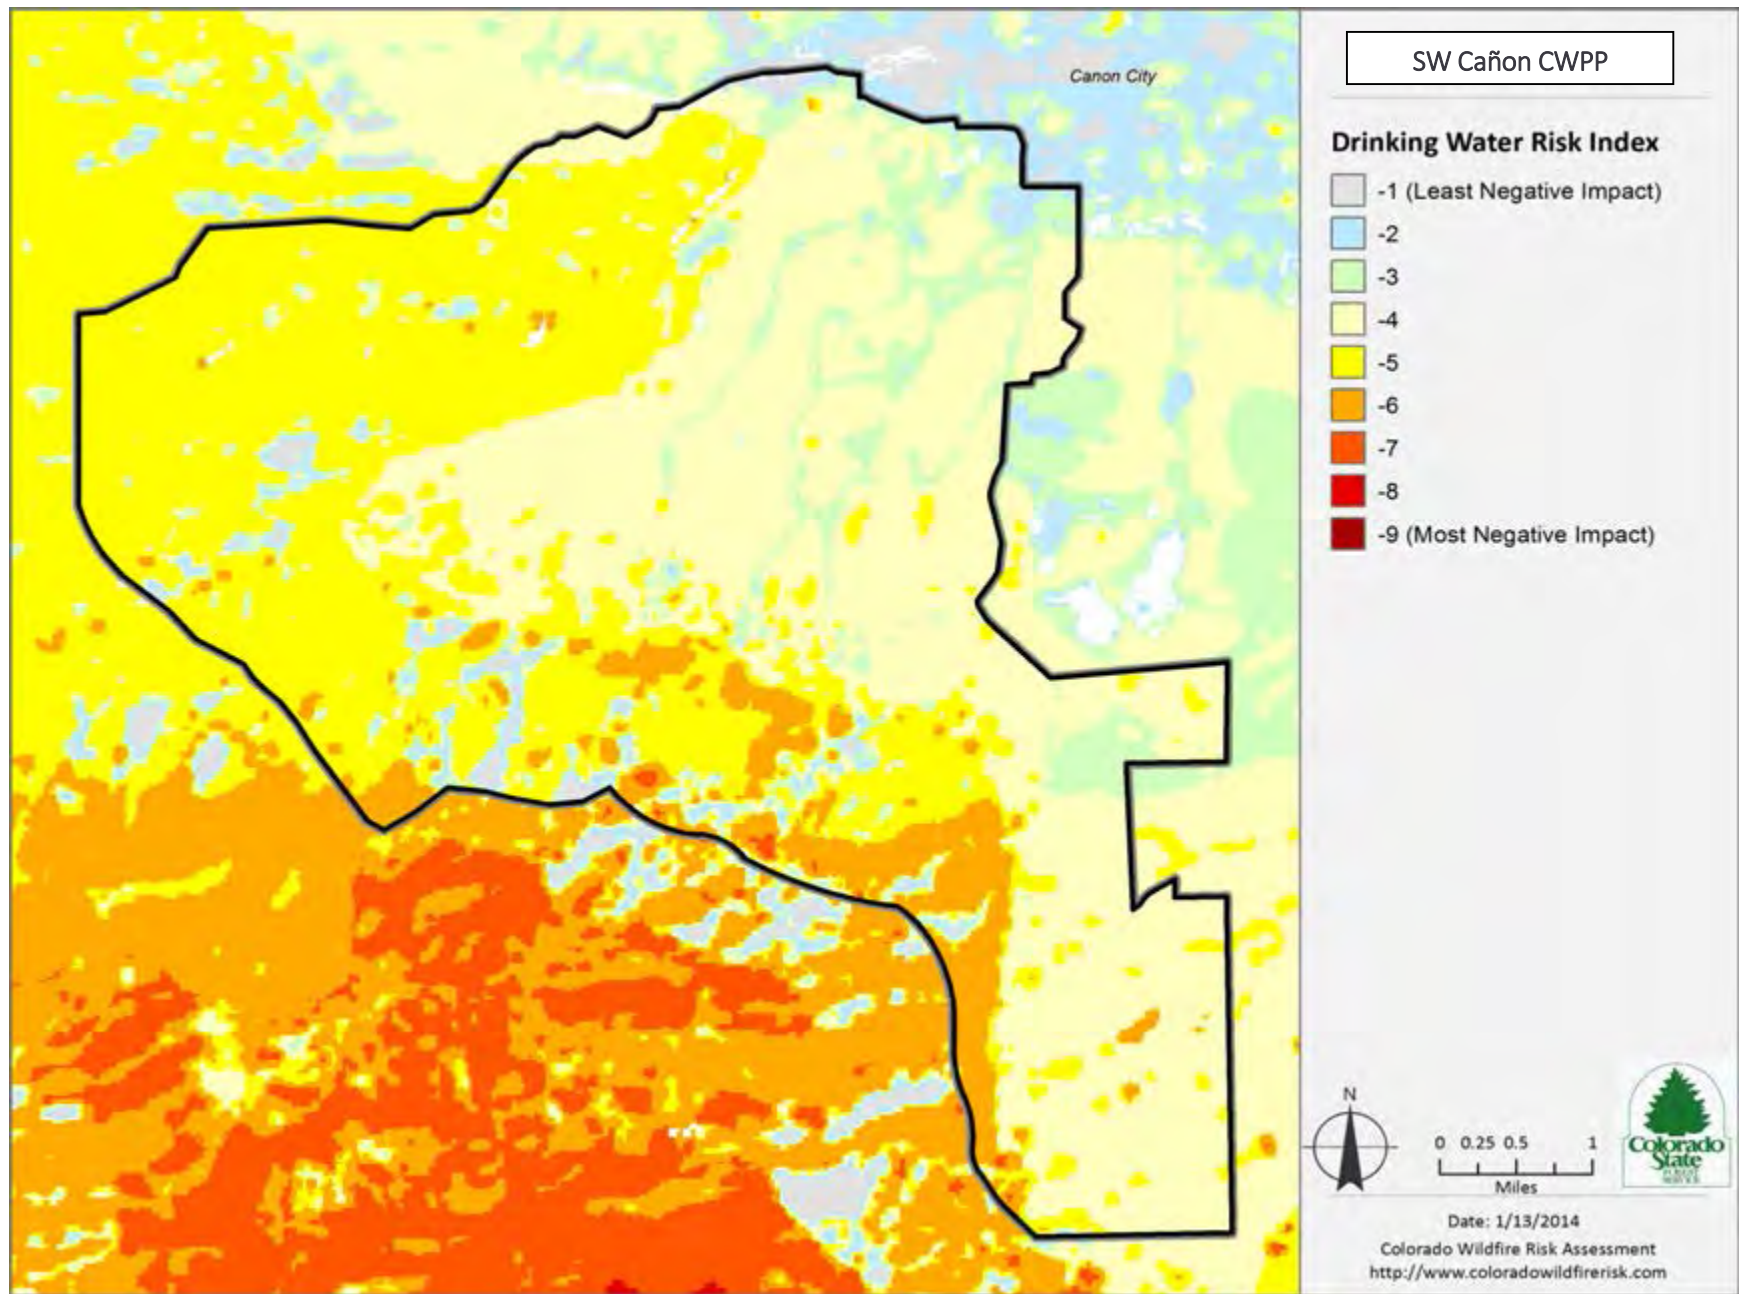 Canon City
SW Cañon CWPP
Drinking Water Risk Index
-1 (Least Negative Impact)
-2
-3
-4
-5
-6
-7
-8
-9 (Most Negative Impact)
N
0 0.25 0.5 1
Miles
Colorado
State
FOREST
SERVICE
Date: 1/13/2014
Colorado Wildfire Risk Assessment
http://www.coloradowildfirerisk.com